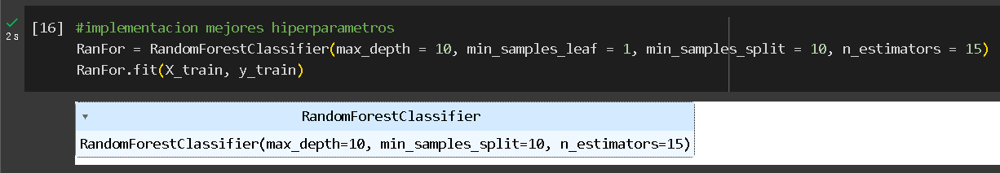 [16] #implementacion mejores hiperparametros
2 s
RanFor = RandomForestClassifier(max_depth = 10, min_samples_leaf = 1, min_samples_split = 10, n_estimators = 15)
RanFor.fit(X_train, y_train)
RandomForestClassifier
RandomForestClassifier(max_depth=10, min_samples_split=10, n_estimators=15)